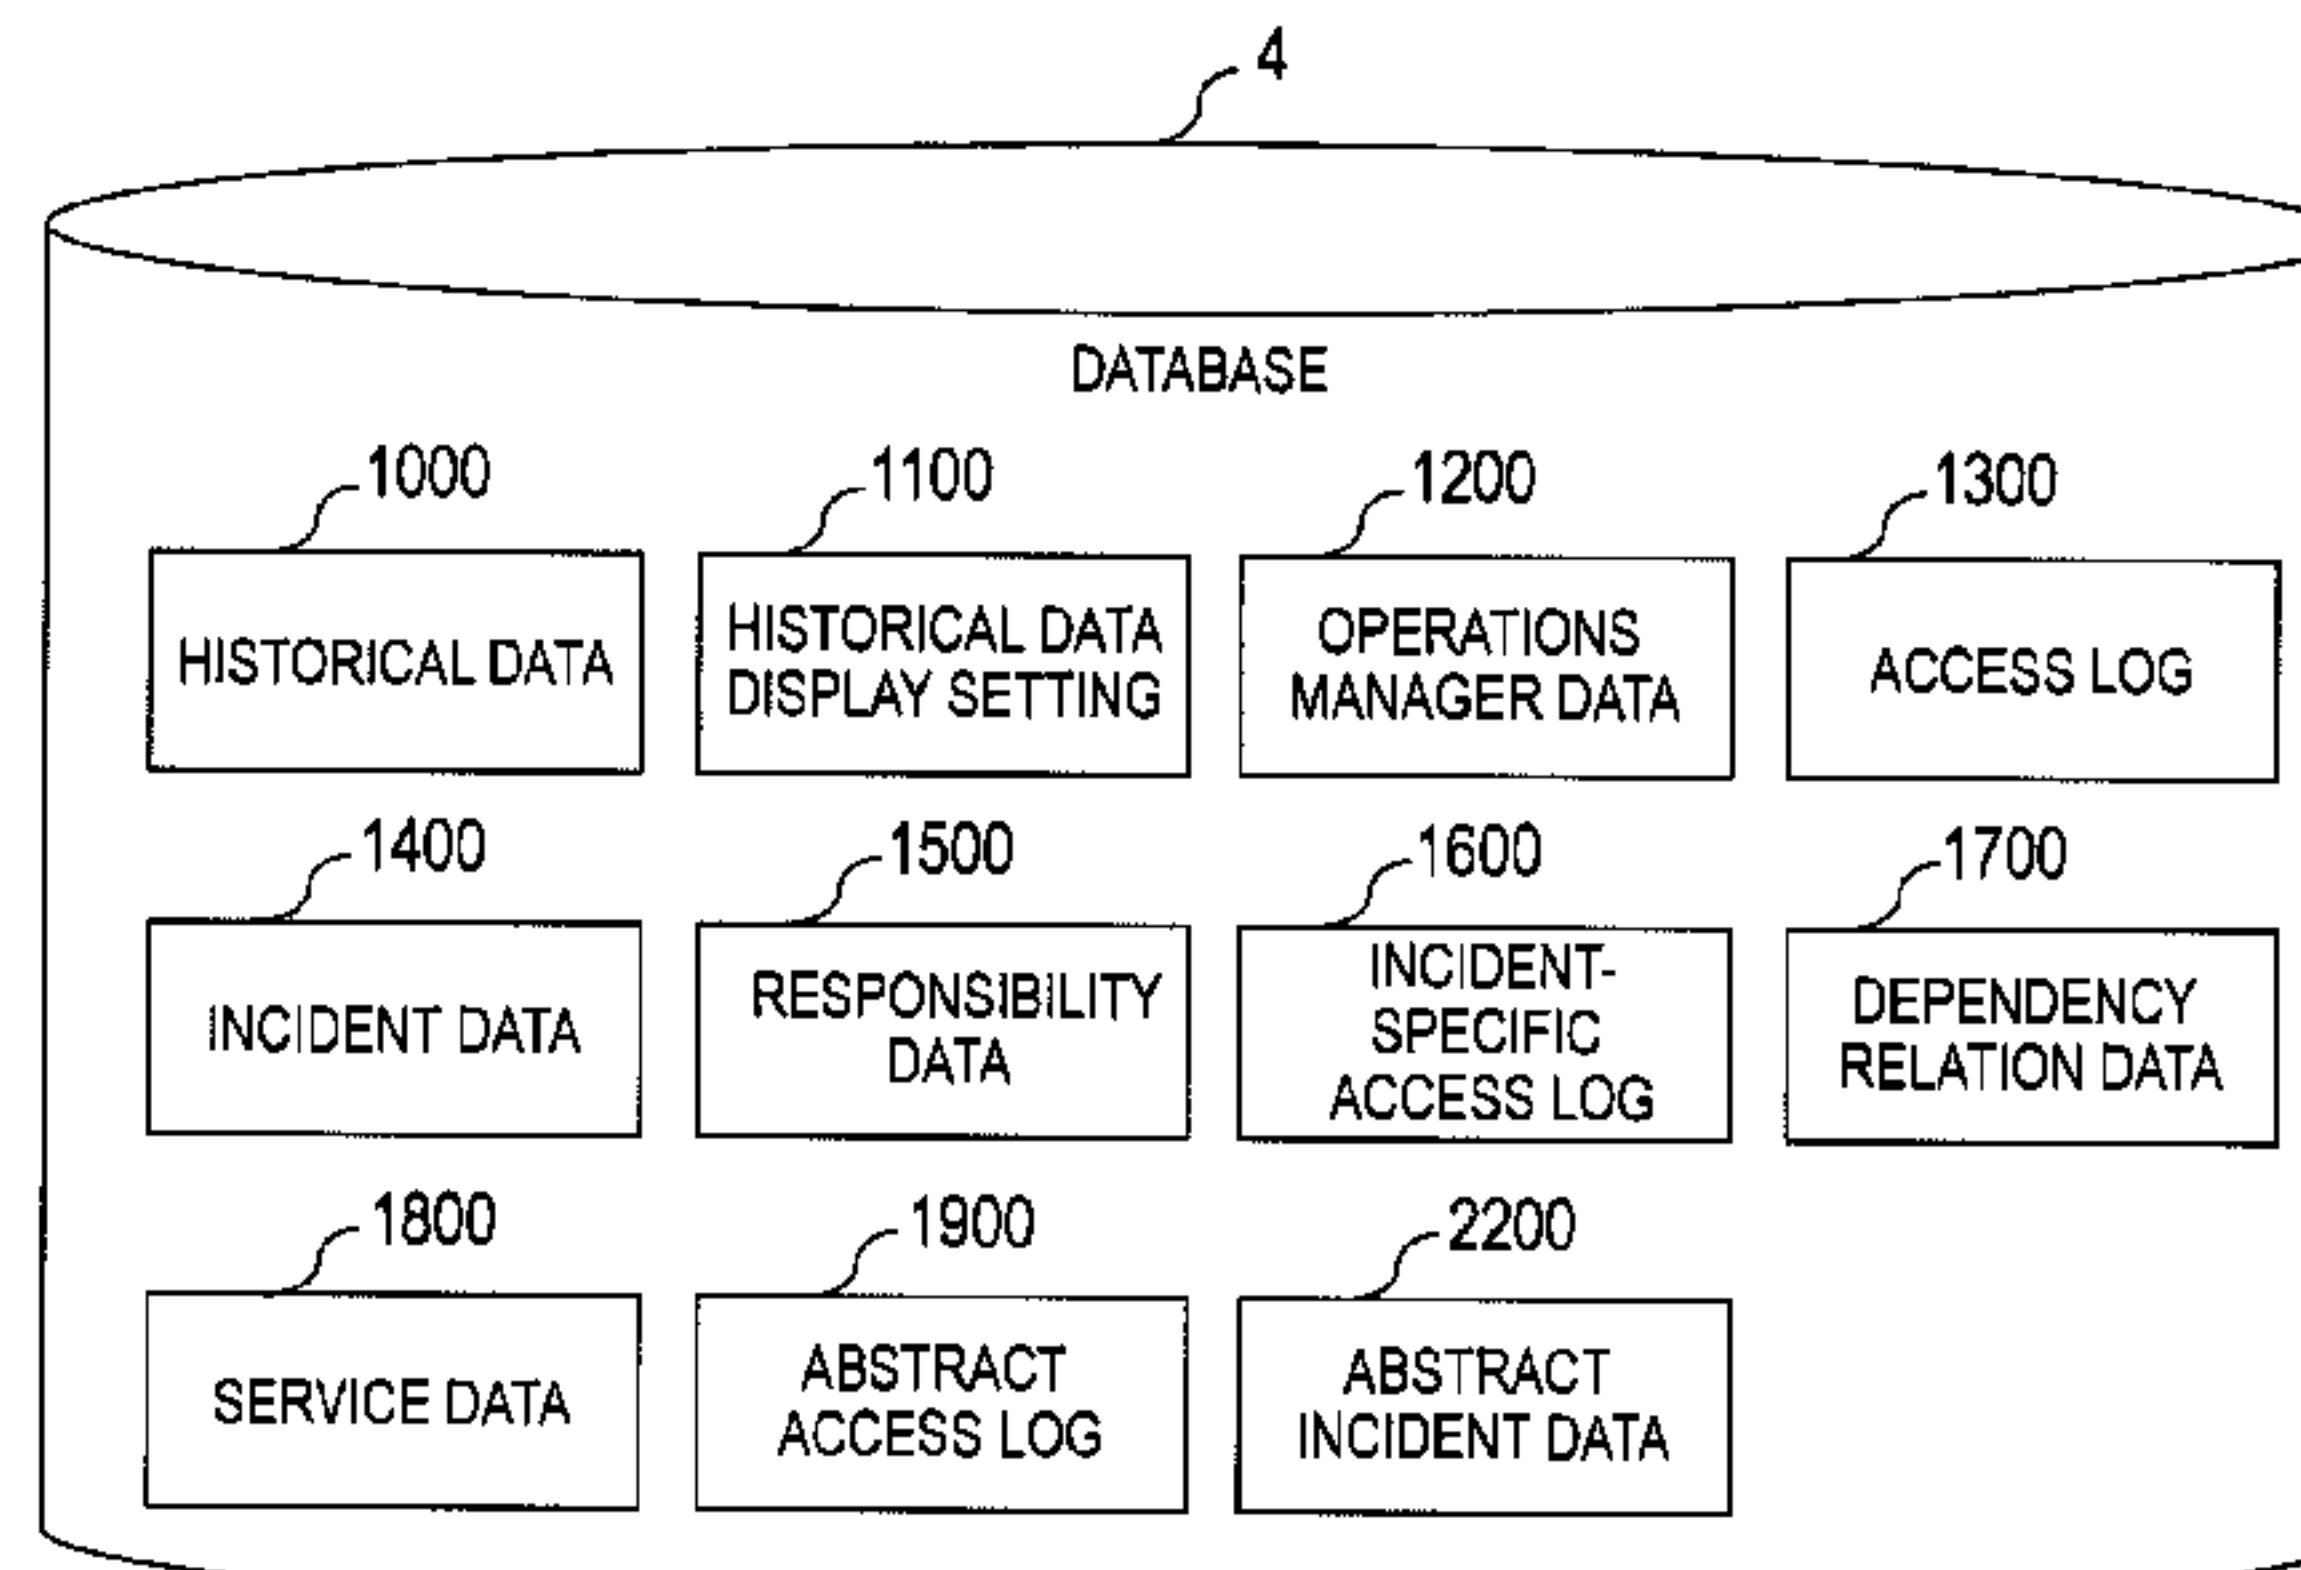 4
DATABASE
1000
1100
1200
1300
HISTORICAL DATA
HISTORICAL DATA
DISPLAY SETTING
OPERATIONS
MANAGER DATA
ACCESS LOG
1400
1500
1600
1700
INCIDENT DATA
RESPONSIBILITY
DATA
INCIDENT-
SPECIFIC
ACCESS LOG
DEPENDENCY
RELATION DATA
1800
1900
2200
SERVICE DATA
ABSTRACT
ACCESS LOG
ABSTRACT
INCIDENT DATA